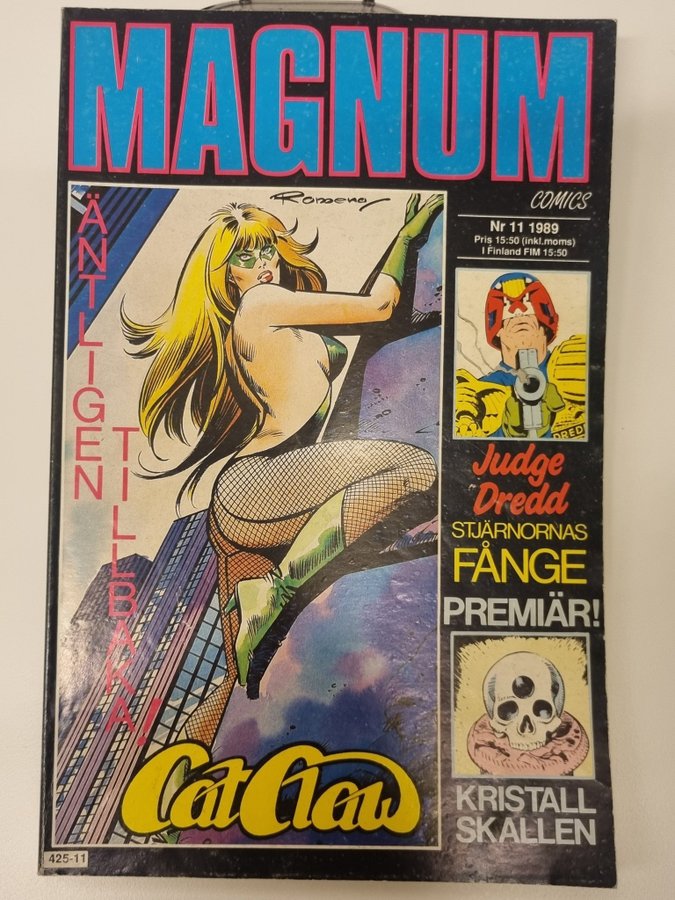 MAGNUM
COMICS
Nr 11 1989
Pris 15:50 (inkl.moms)
I Finland FIM 15:50
Romero
ÄNTLIGEN
TILLBAKA!
DREDD
Judge
Dredd
STJÄRNORNAS
FÅNGE
PREMIÄR!
KRISTALL
SKALLEN
Cat Claw
425-11